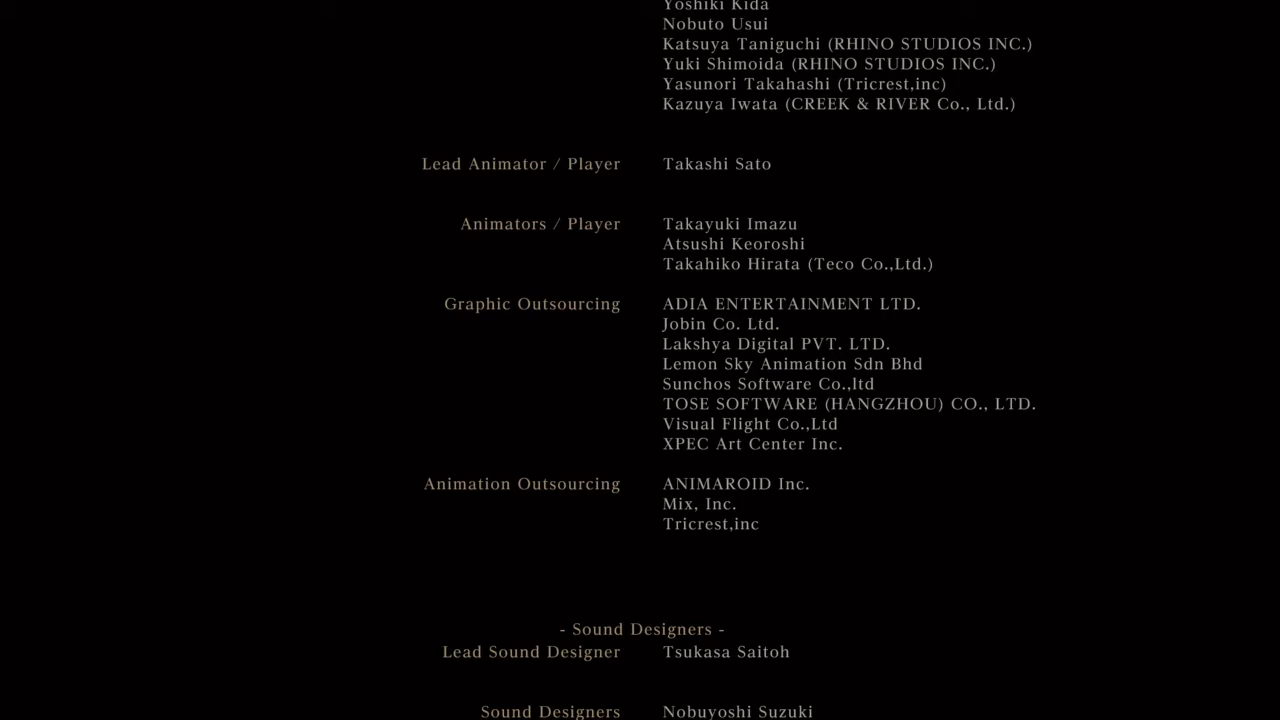 Yoshiki Kida
Nobuto Usui
Katsuya Taniguchi (RHINO STUDIOS INC.)
Yuki Shimoida (RHINO STUDIOS INC.)
Yasunori Takahashi (Tricrest,inc)
Kazuya Iwata (CREEK & RIVER Co., Ltd.)
Lead Animator / Player Takashi Sato
Animators / Player Takayuki Imazu
Atsushi Keoroshi
Takahiko Hirata (Teco Co.,Ltd.)
Graphic Outsourcing ADIA ENTERTAINMENT LTD.
Jobin Co. Ltd.
Lakshya Digital PVT. LTD.
Lemon Sky Animation Sdn Bhd
Sunchos Software Co.,ltd
TOSE SOFTWARE (HANGZHOU) CO., LTD.
Visual Flight Co.,Ltd
XPEC Art Center Inc.
Animation Outsourcing ANIMAROID Inc.
Mix, Inc.
Tricrest,inc
- Sound Designers -
Lead Sound Designer Tsukasa Saitoh
Sound Designers Nobuyoshi Suzuki